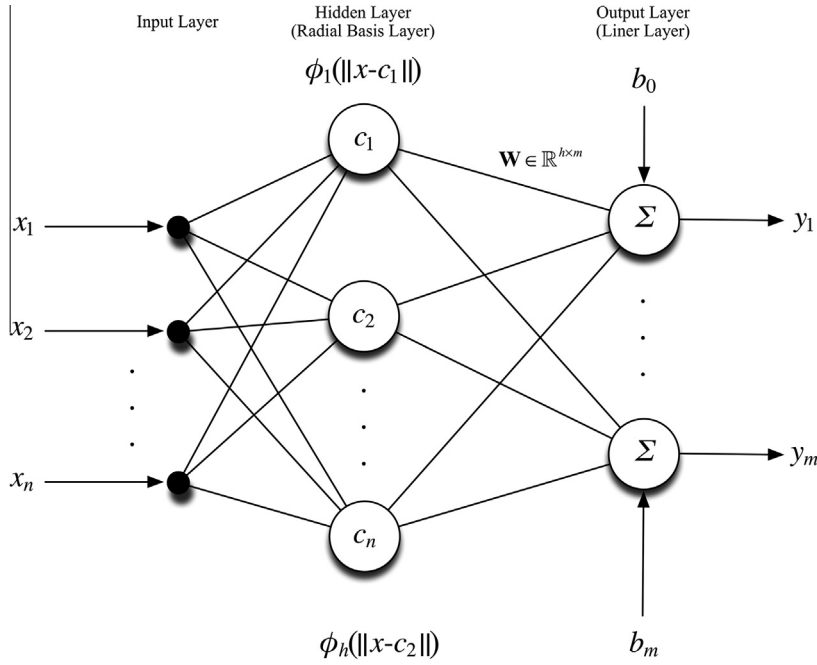 Input Layer
Hidden Layer
(Radial Basis Layer)
Output Layer
(Liner Layer)
ϕ₁(‖x-c₁‖)
b₀
c₁
W ∈ ℝ^{h×m}
x₁
Σ
y₁
x₂
c₂
xₙ
Σ
yₘ
cₙ
ϕₕ(‖x-c₂‖)
bₘ